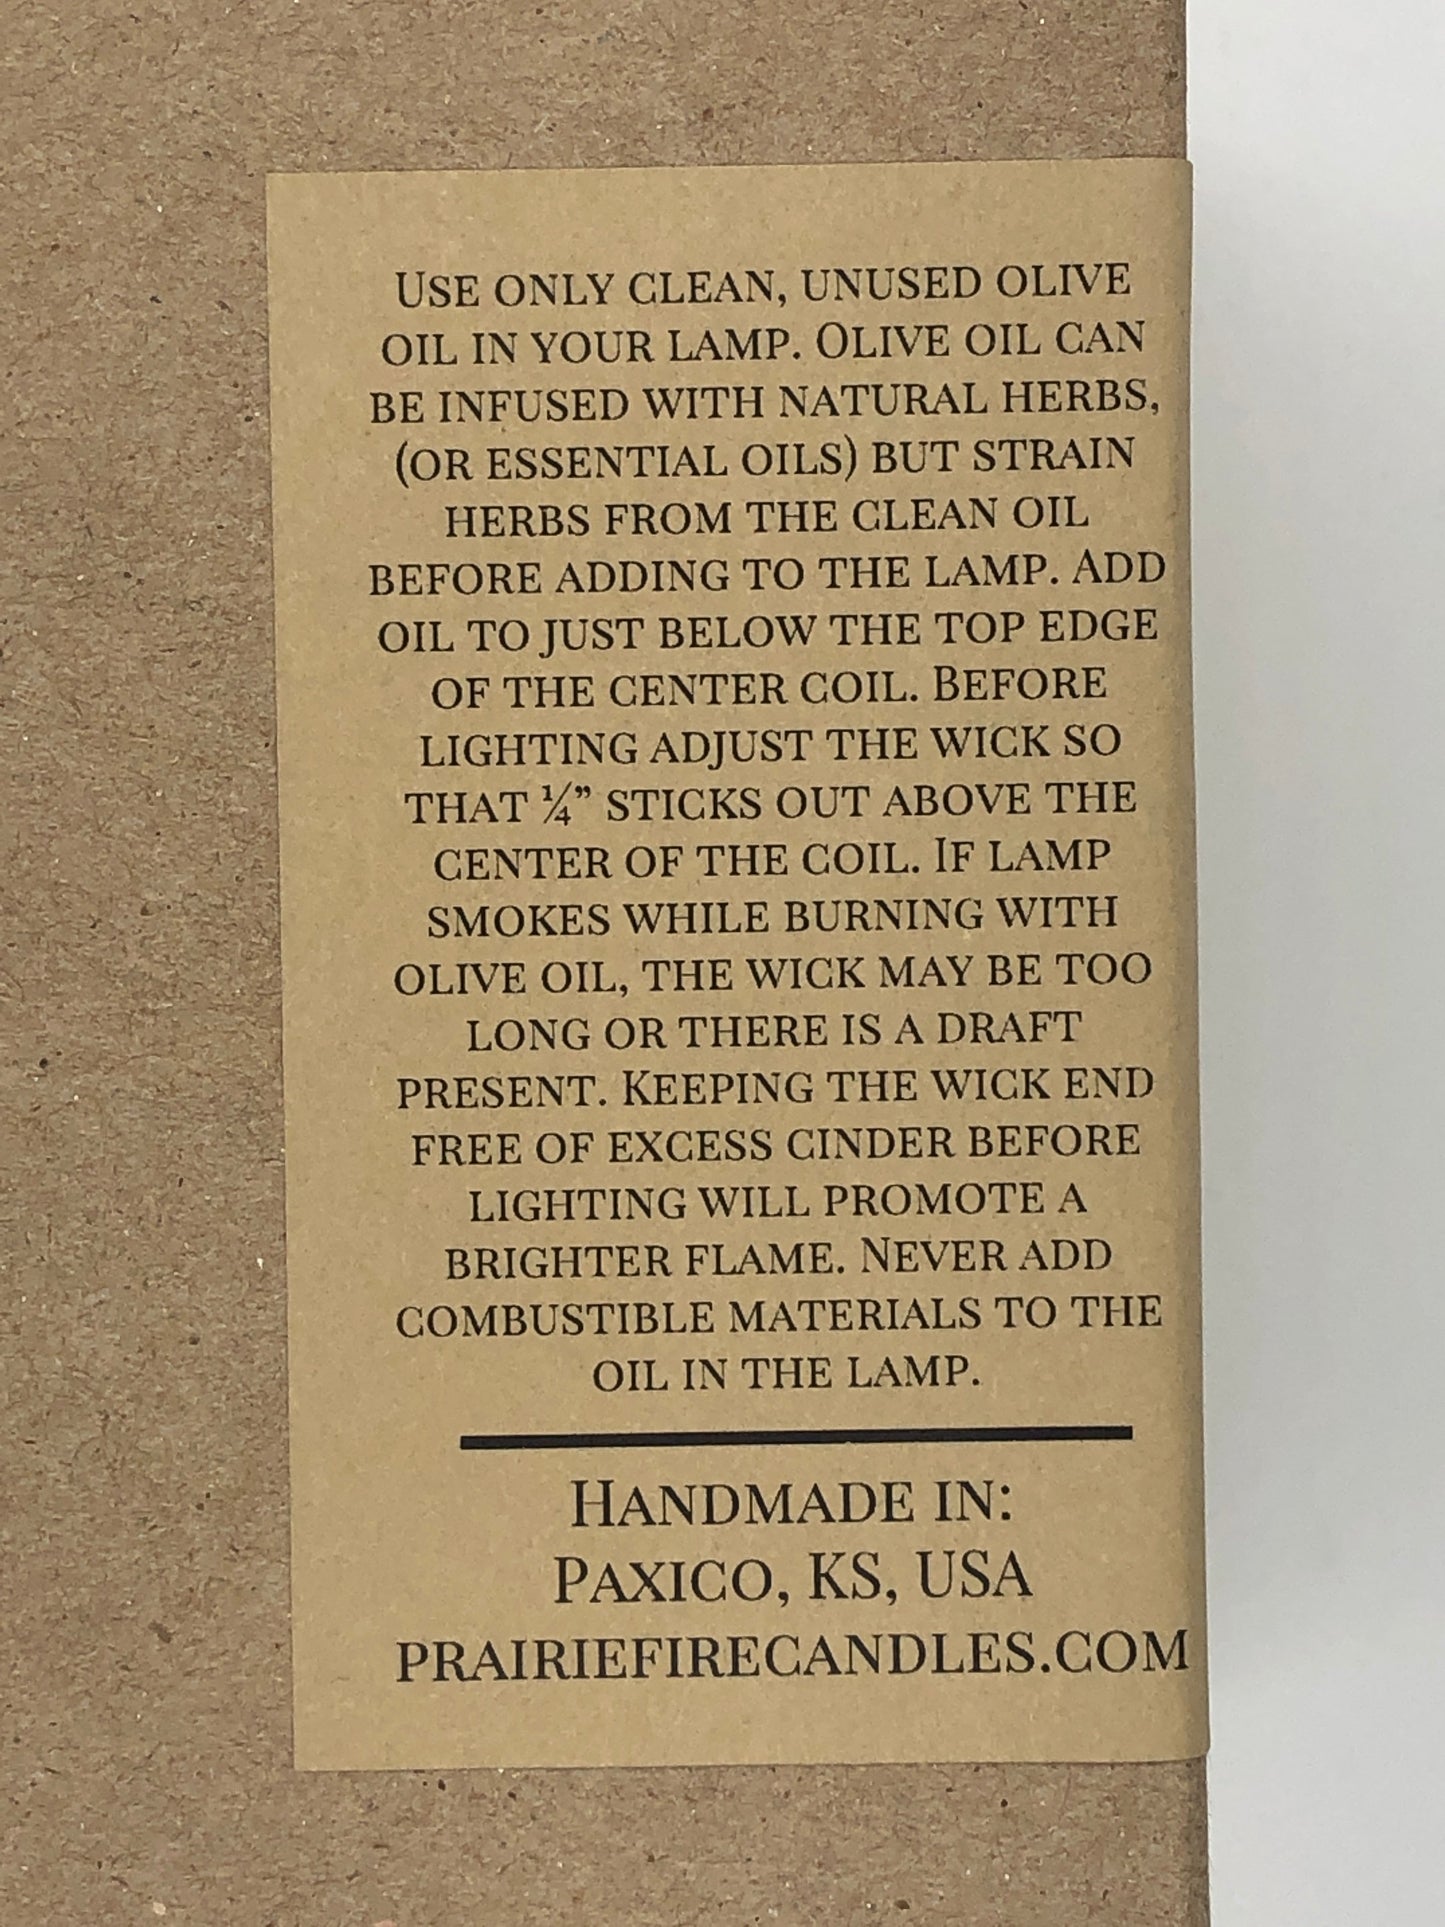 Use only clean, unused olive
oil in your lamp. Olive oil can
be infused with natural herbs,
(or essential oils) but strain
herbs from the clean oil
before adding to the lamp. Add
oil to just below the top edge
of the center coil. Before
lighting adjust the wick so
that ¼” sticks out above the
center of the coil. If lamp
smokes while burning with
olive oil, the wick may be too
long or there is a draft
present. Keeping the wick end
free of excess cinder before
lighting will promote a
brighter flame. Never add
combustible materials to the
oil in the lamp.
Handmade in:
Paxico, KS, USA
prairiefirecandles.com